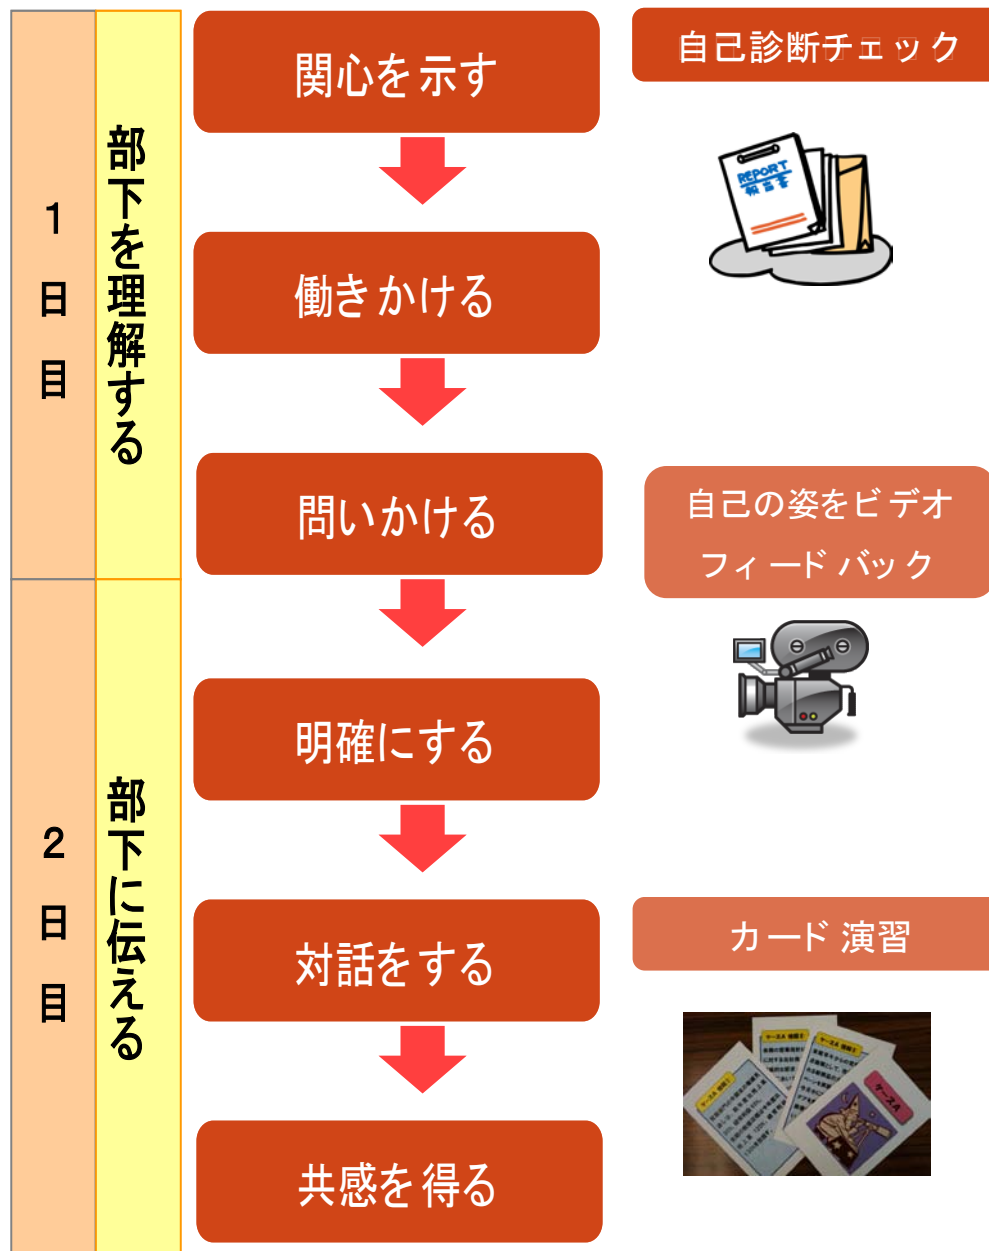 1日目
部下を理解する
関心を示す
働きかける
問いかける
2日目
部下に伝える
明確にする
対話をする
共感を得る
自己診断チェック
REPORT
報告書
自己の姿をビデオ
フィードバック
カード演習
ケースA